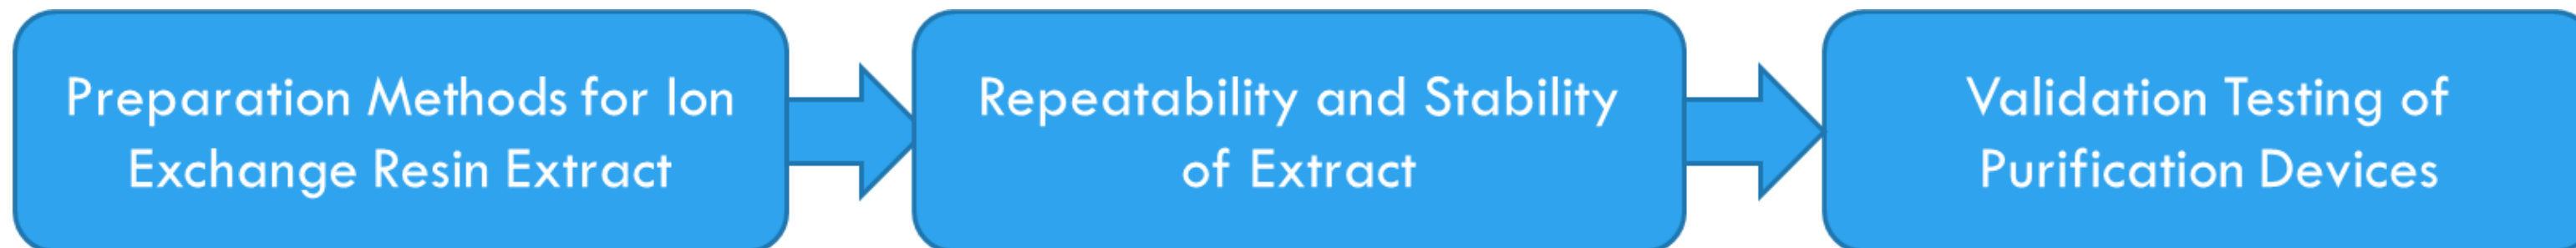 Preparation Methods for Ion
Exchange Resin Extract
Repeatability and Stability
of Extract
Validation Testing of
Purification Devices